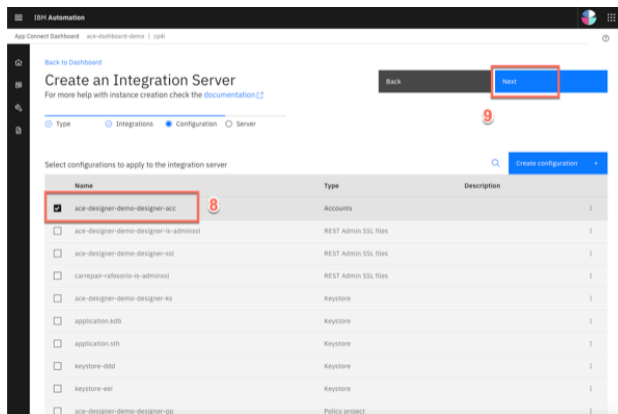 IBM Automation
App Connect Dashboard ace-dashboard-demo | cp4i
Back to Dashboard
Create an Integration Server
For more help with instance creation check the documentation
Back
Next
9
Type Integrations Configuration Server
Select configurations to apply to the integration server
Create configuration +
Name Type Description
ace-designer-demo-designer-acc Accounts
8
ace-designer-demo-designer-is-adminssl REST Admin SSL files
ace-designer-demo-designer-ssl REST Admin SSL files
carrepair-rafosorio-is-adminssl REST Admin SSL files
ace-designer-demo-designer-ks Keystore
application.kdb Keystore
application.sth Keystore
keystore-ddd Keystore
keystore-eei Keystore
ace-designer-demo-designer-pp Policy project